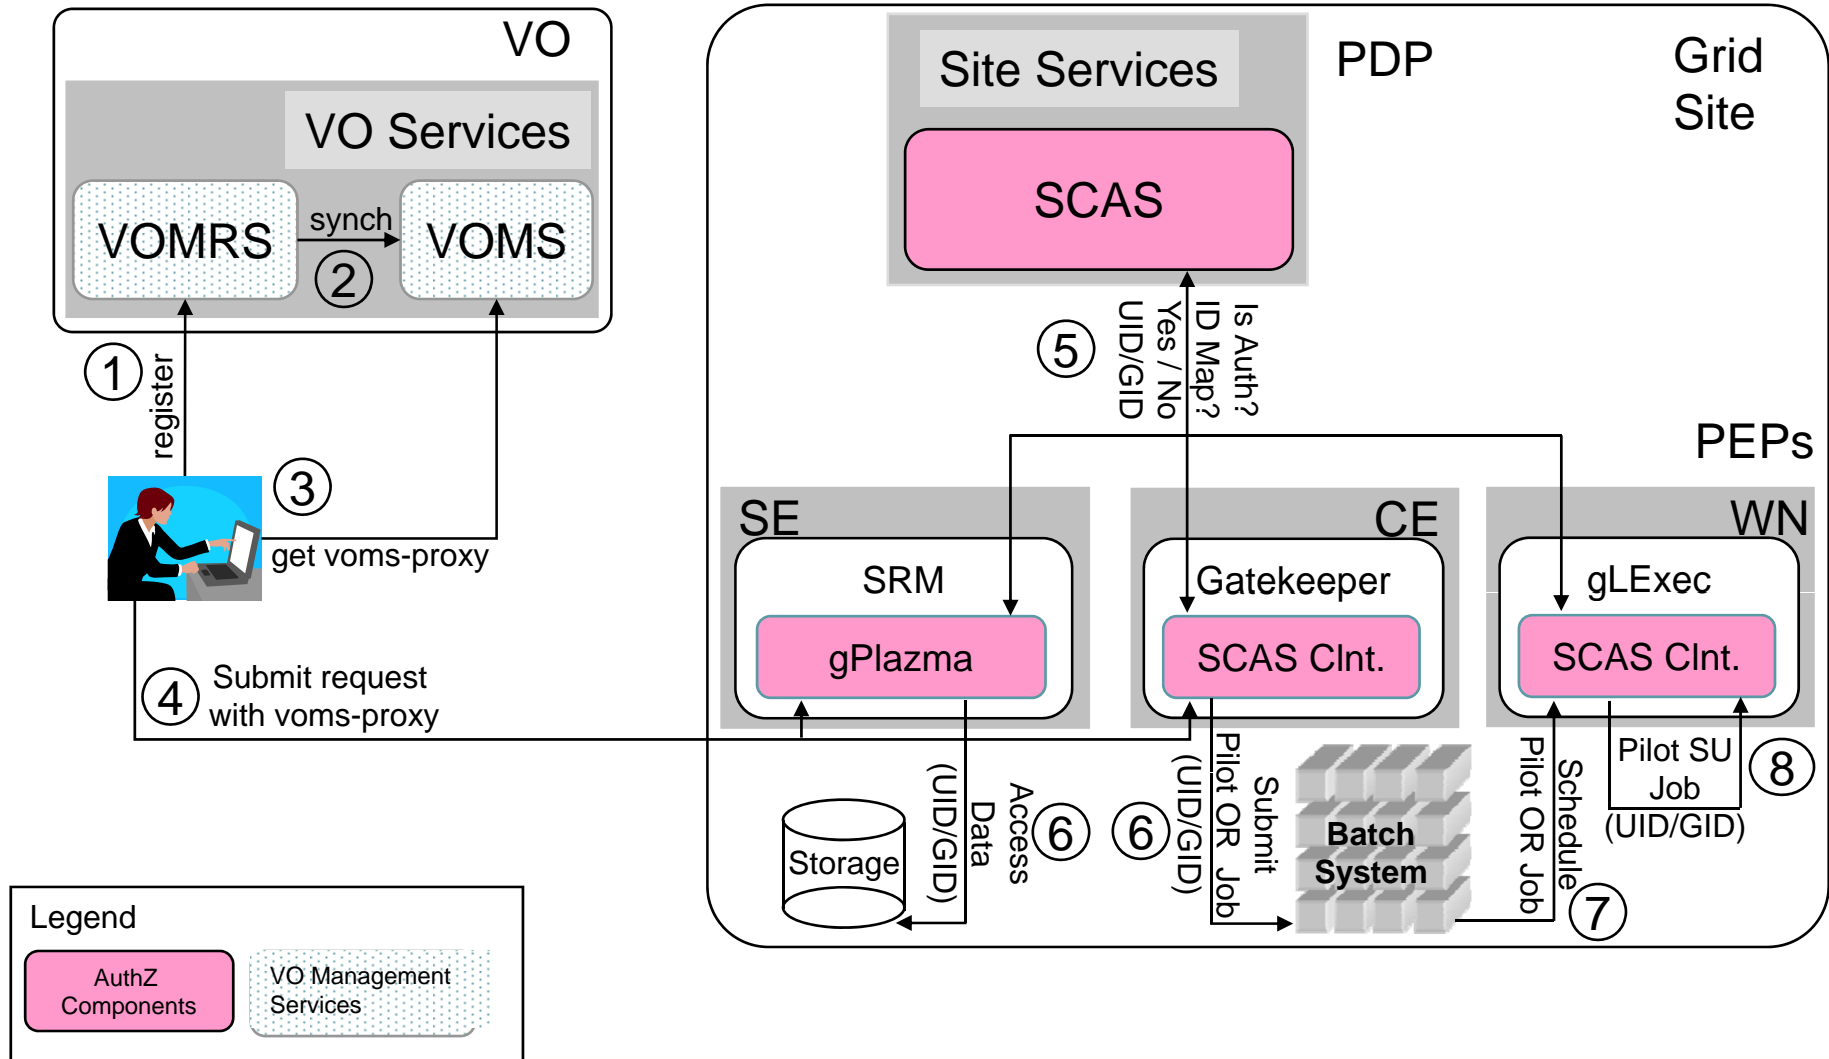 VO
VO Services
VOMRS
synch
2
VOMS
1
register
3
get voms-proxy
4
Submit request
with voms-proxy
Grid
Site
PDP
Site Services
SCAS
5
Is Auth?
ID Map?
Yes / No
UID/GID
PEPs
SE
SRM
gPlazma
CE
Gatekeeper
SCAS Clnt.
WN
gLExec
SCAS Clnt.
Access
Data
(UID/GID)
6
Storage
6
Submit
Pilot OR Job
(UID/GID)
Batch
System
Schedule
Pilot OR Job
7
Pilot SU
Job
(UID/GID)
8
Legend
AuthZ
Components
VO Management
Services